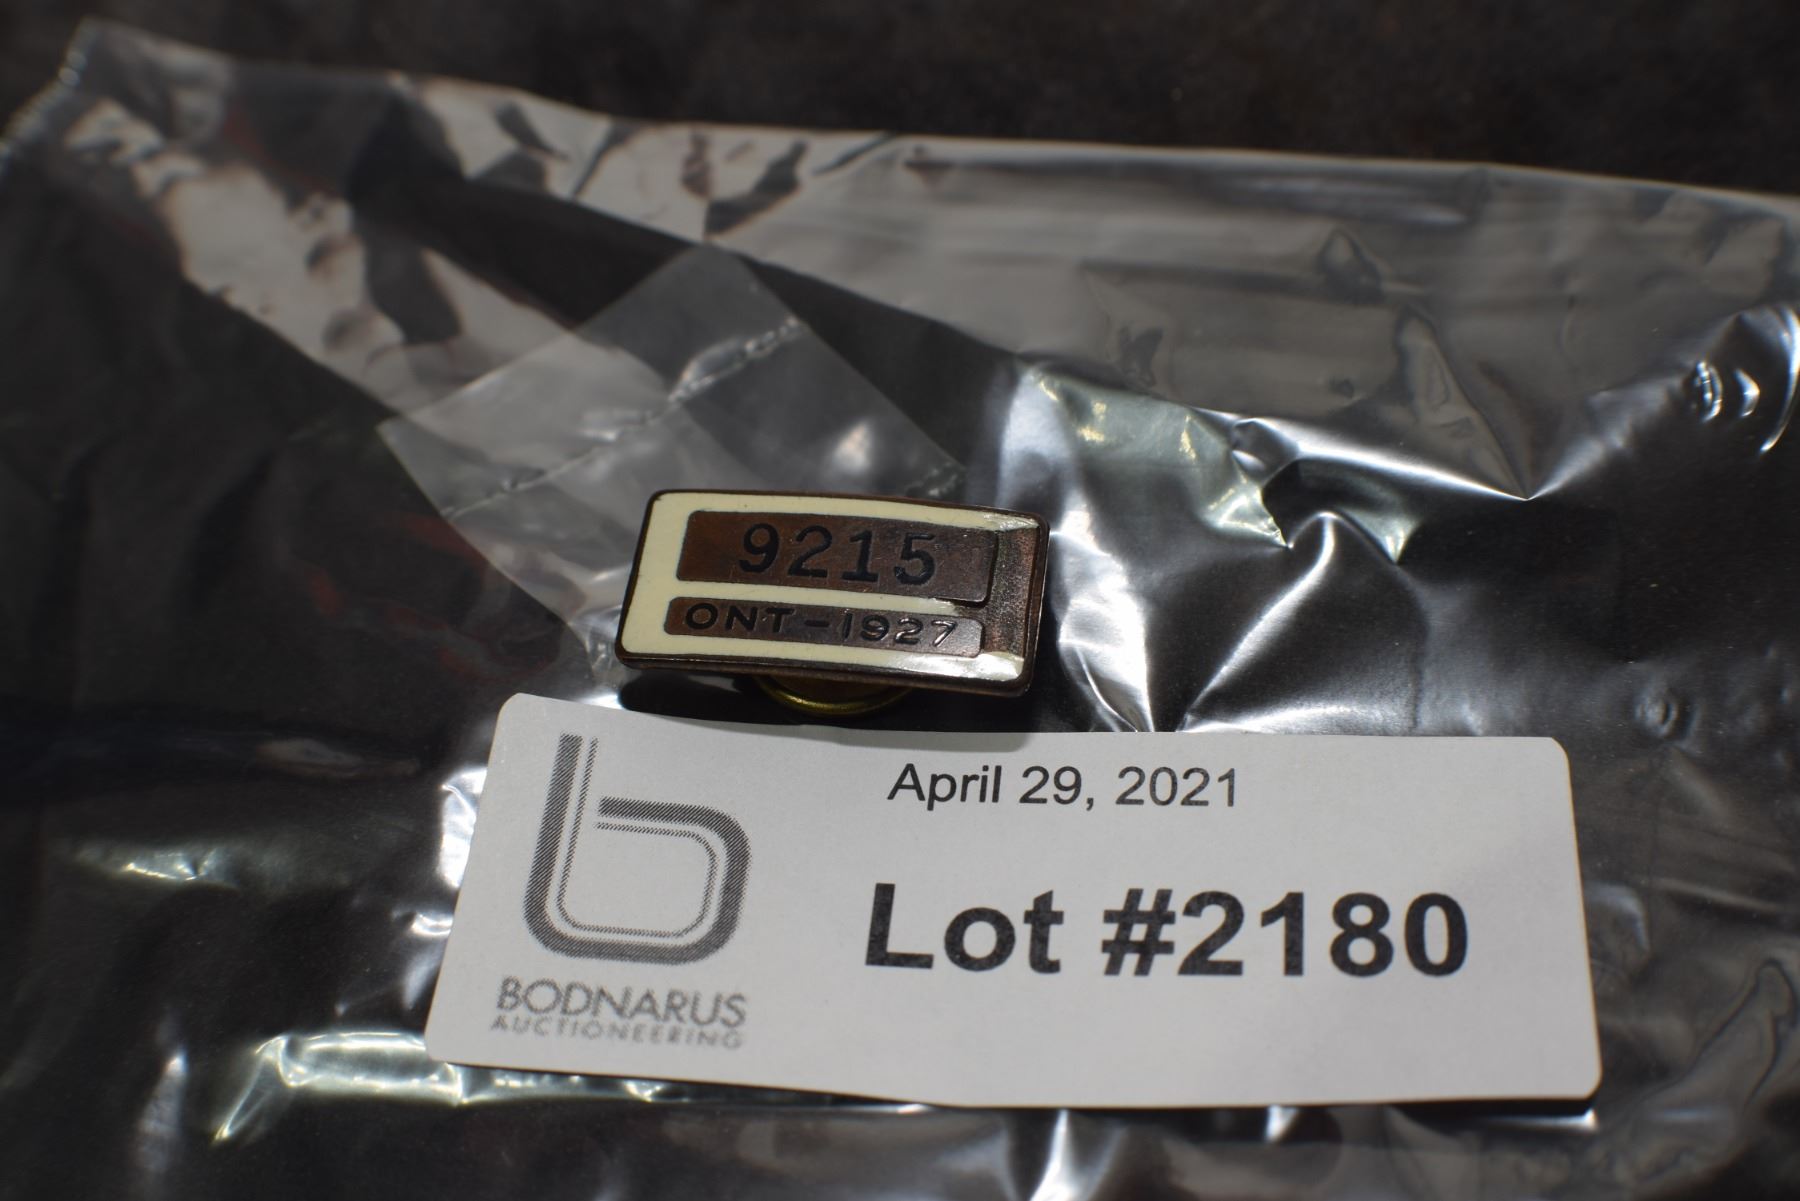 9215
ONT-1927
April 29, 2021
Lot #2180
BODNARUS
AUCTIONEERING